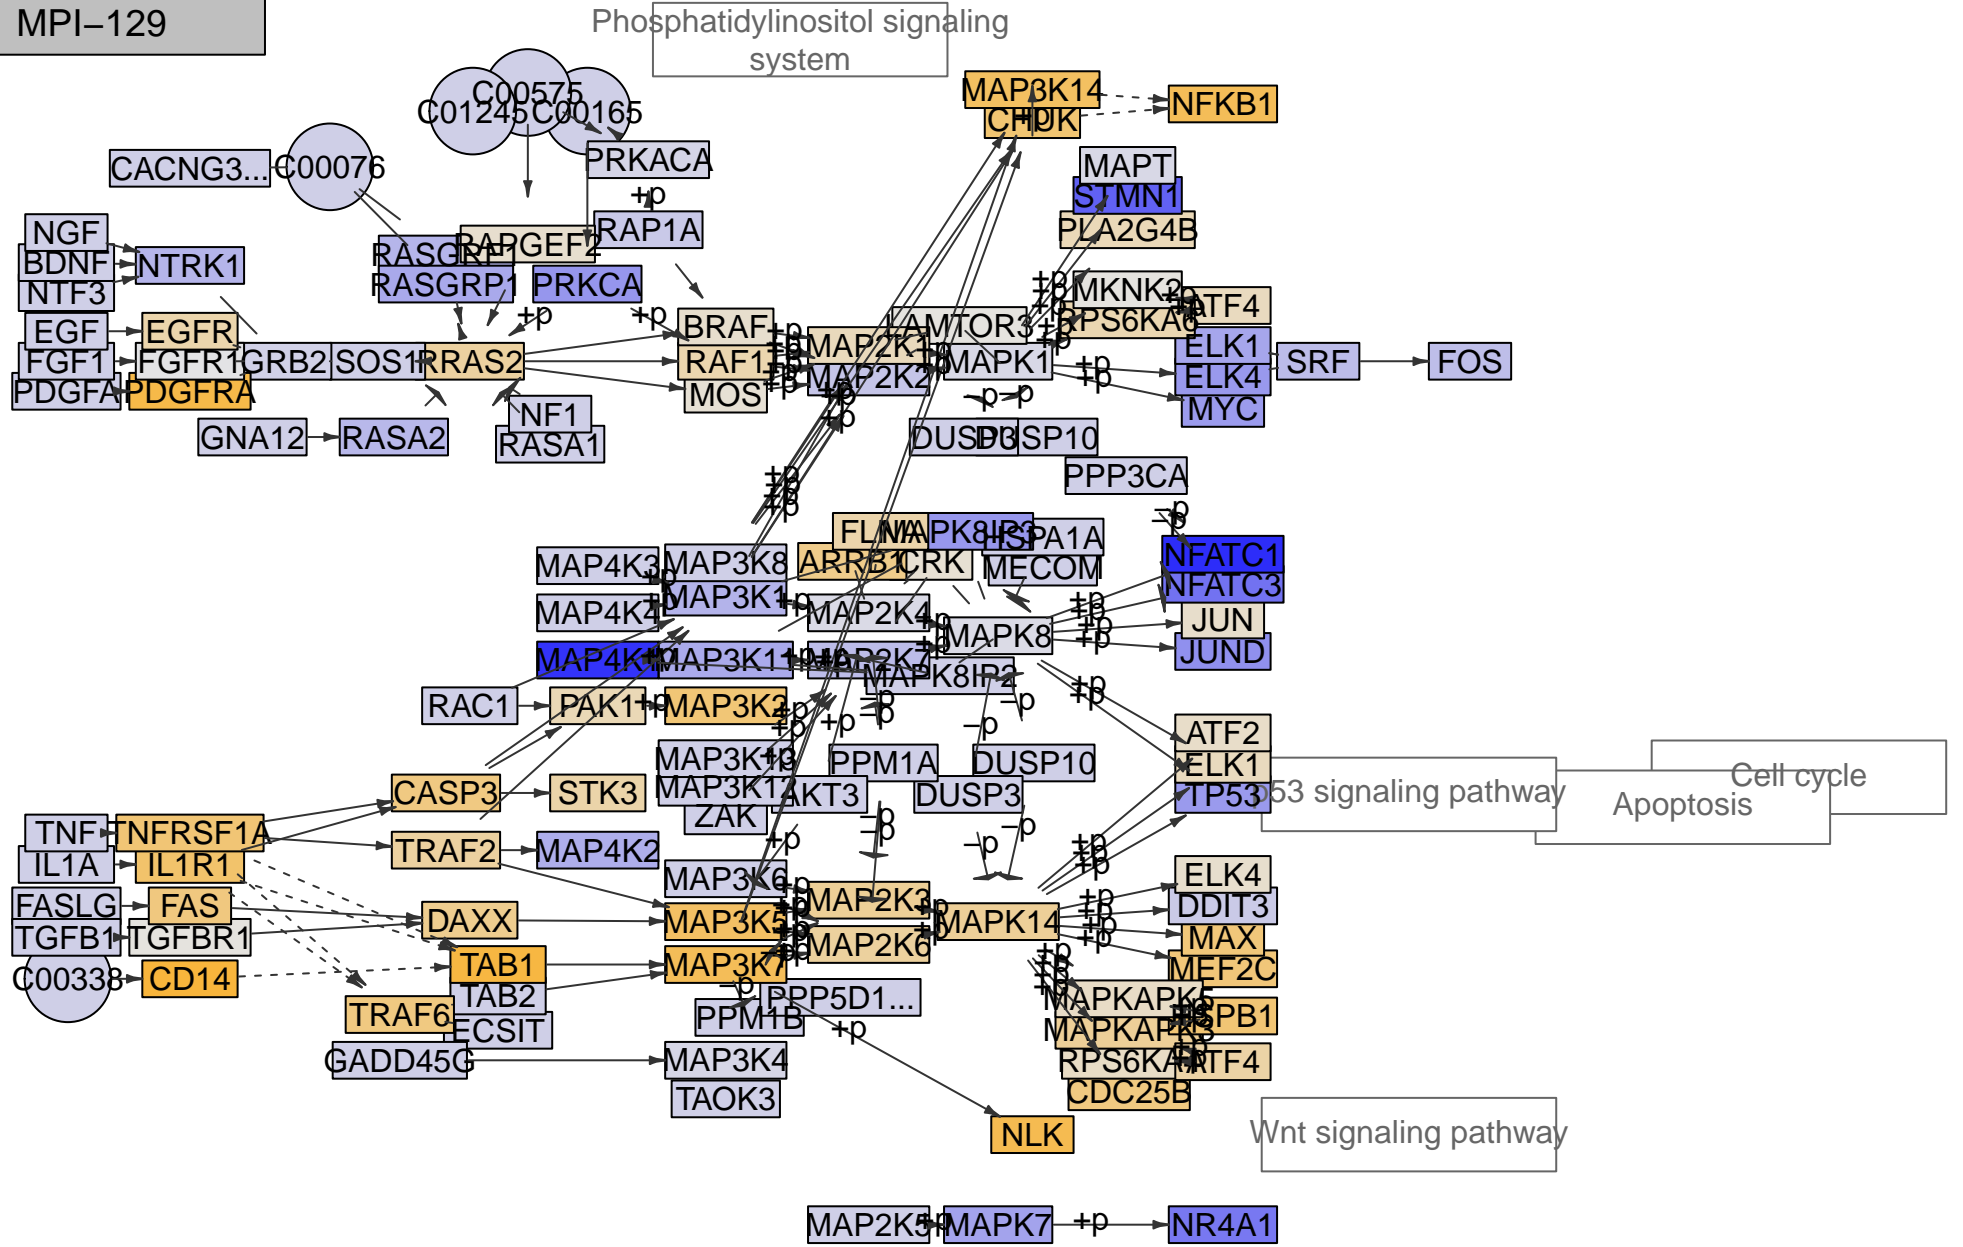 MPI−129
Phosphatidylinositol signaling
system
C00575
C01245
C00165
MAP3K14
NFKB1
CHUK
+p
CACNG3...
C00076
PRKACA
MAPT
+p
STMN1
NGF
RAPGEF2
RAP1A
PLA2G4B
BDNF
NTRK1
RASGRF1
RASGRP1
PRKCA
NTF3
+p
+p
+p
MKNK2
+p
ATF4
+p
+p
BRAF
LAMTOR3
RPS6KA6
EGF
EGFR
FGF1
FGFR1
GRB2
SOS1
RRAS2
RAF1
+p
+p
+p
+p
MAP2K1
MAPK1
+p
ELK1
SRF
FOS
PDGFA
PDGFRA
MOS
MAP2K2
+p
+p
ELK4
MYC
NF1
−p
−p
GNA12
RASA2
RASA1
+p
+p
DUSP3
DUSP10
PPP3CA
+p
+p
+p
+p
−p
−p
FLNA
MAPK8IP3
HSPA1A
MAP4K3
MAP3K8
ARRB1
CRK
MECOM
NFATC1
NFATC3
+p
MAP4K4
+p
MAP3K1
+p
MAP2K4
+p
MAPK8
+p
+p
+p
+p
JUN
JUND
MAP3K11
+p
+p
MAP2K7
+p
MAPK8IP2
RAC1
PAK1
+p
MAP3K2
+p
+p
+p
−p
−p
−p
−p
+p
+p
ATF2
MAP3K13
+p
PPM1A
DUSP10
ELK1
Cell cycle
CASP3
STK3
MAP3K12
AKT3
DUSP3
TP53
p53 signaling pathway
Apoptosis
ZAK
TNF
TNFRSF1A
−p
−p
−p
−p
+p
+p
+p
+p
IL1A
IL1R1
TRAF2
MAP4K2
MAP3K6
ELK4
FASLG
FAS
+p
MAP2K3
+p
DDIT3
TGFB1
TGFBR1
DAXX
MAP3K5
+p
+p
+p
MAPK14
+p
+p
+p
+p
MAX
MAP2K6
C00338
CD14
TAB1
MAP3K7
+p
MEF2C
TAB2
−p
PPP5D1...
+p
+p
+p
TRAF6
ECSIT
PPM1B
+p
MAPKAPK3
GADD45G
MAP3K4
+p
ATF4
TAOK3
CDC25B
NLK
Wnt signaling pathway
MAP2K5
+p
MAPK7
+p
NR4A1